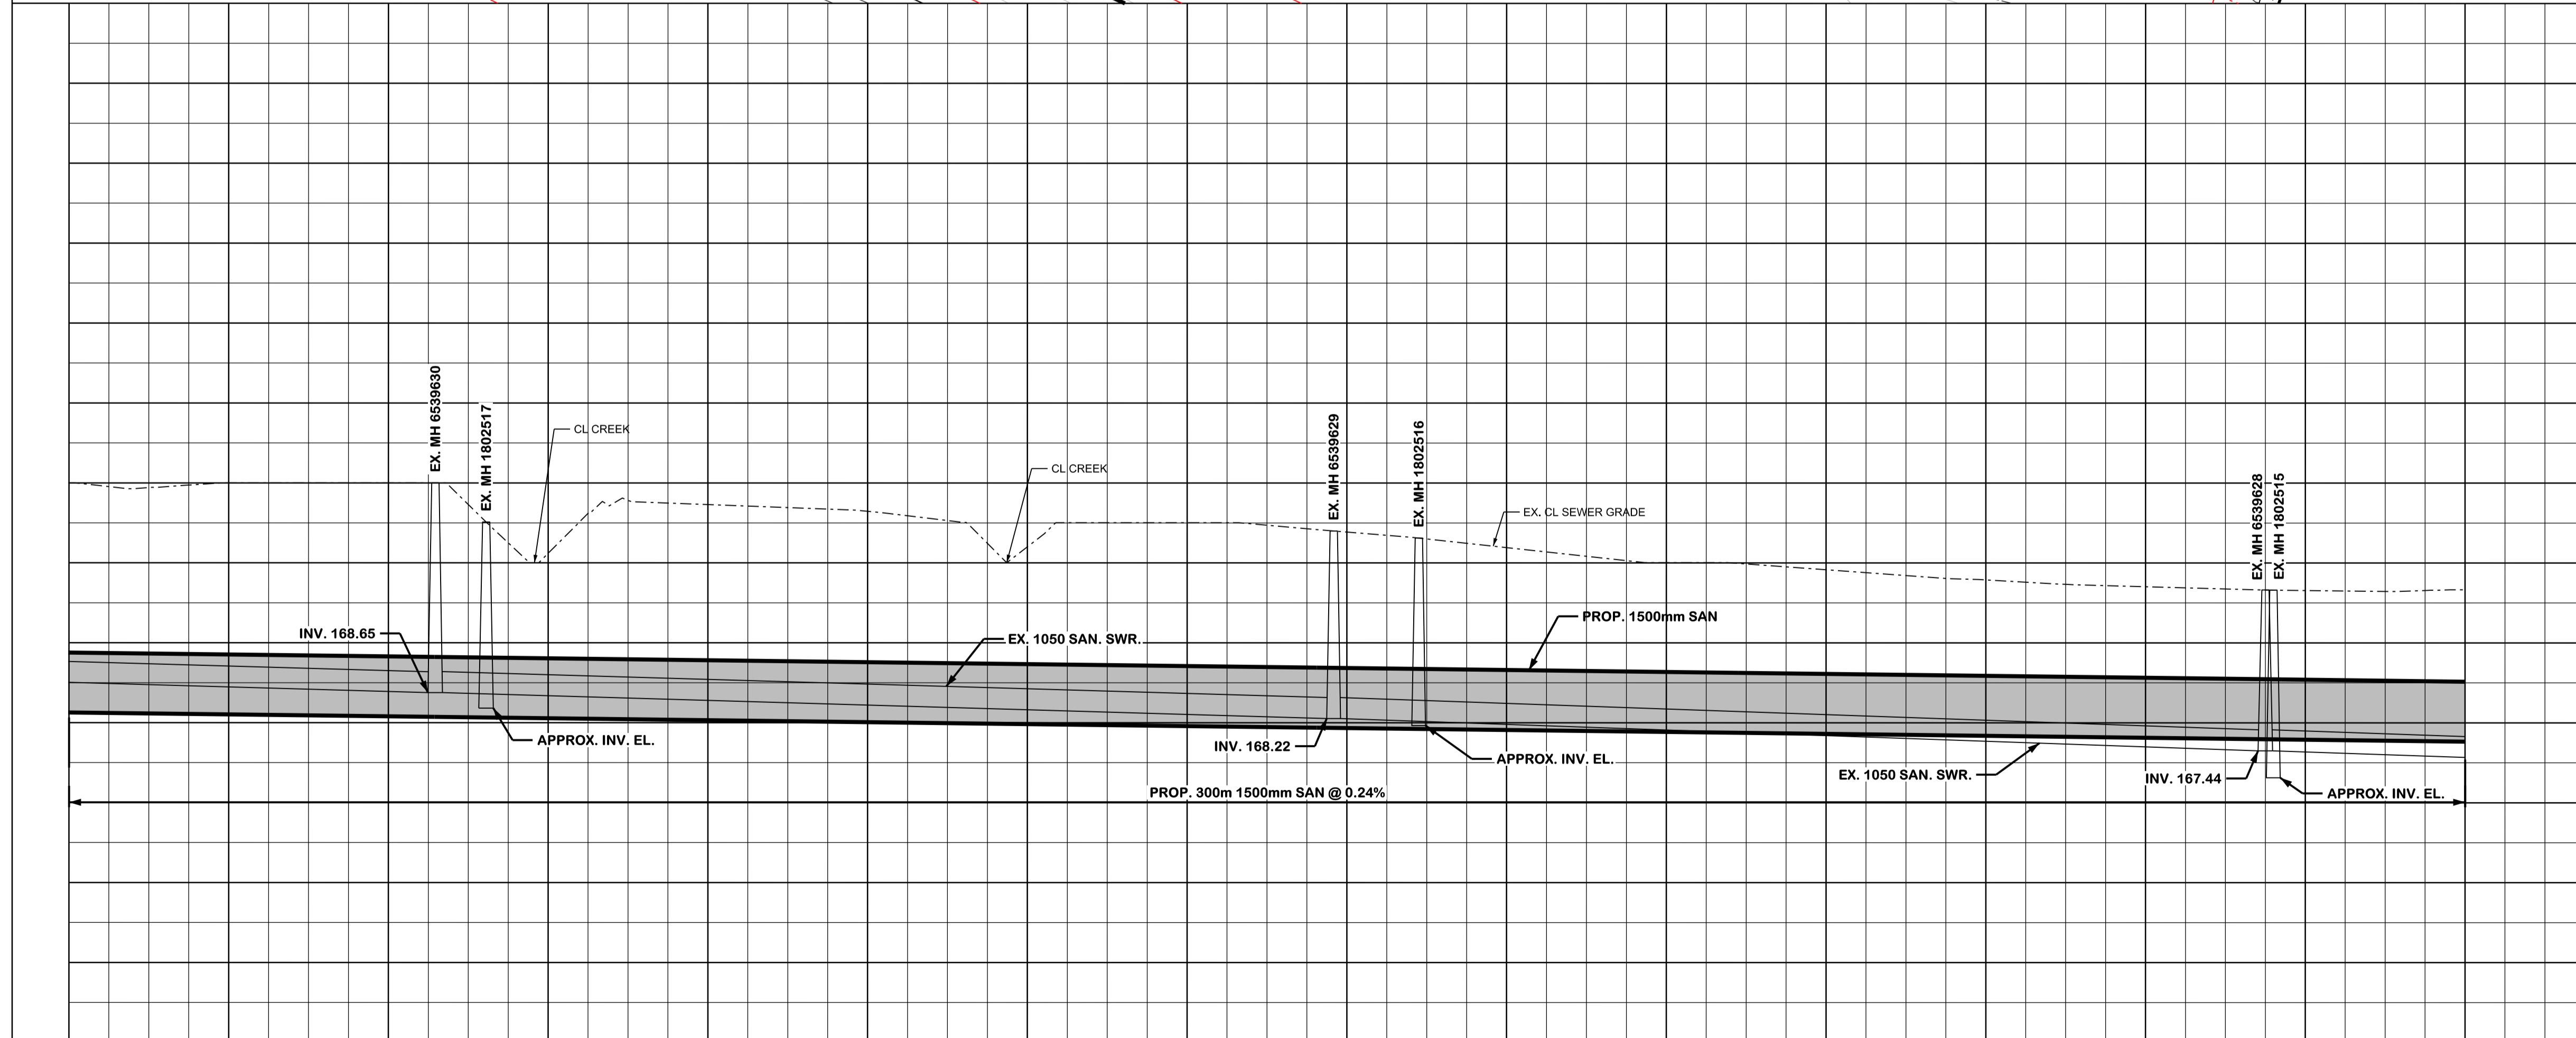 EX. MH 6539630
EX. MH 1802517
CL CREEK
CL CREEK
EX. MH 6539629
EX. MH 1802516
EX. CL SEWER GRADE
EX. MH 6539628
EX. MH 1802515
INV. 168.65
EX. 1050 SAN. SWR.
PROP. 1500mm SAN
APPROX. INV. EL.
INV. 168.22
APPROX. INV. EL.
EX. 1050 SAN. SWR.
INV. 167.44
APPROX. INV. EL.
PROP. 300m 1500mm SAN @ 0.24%